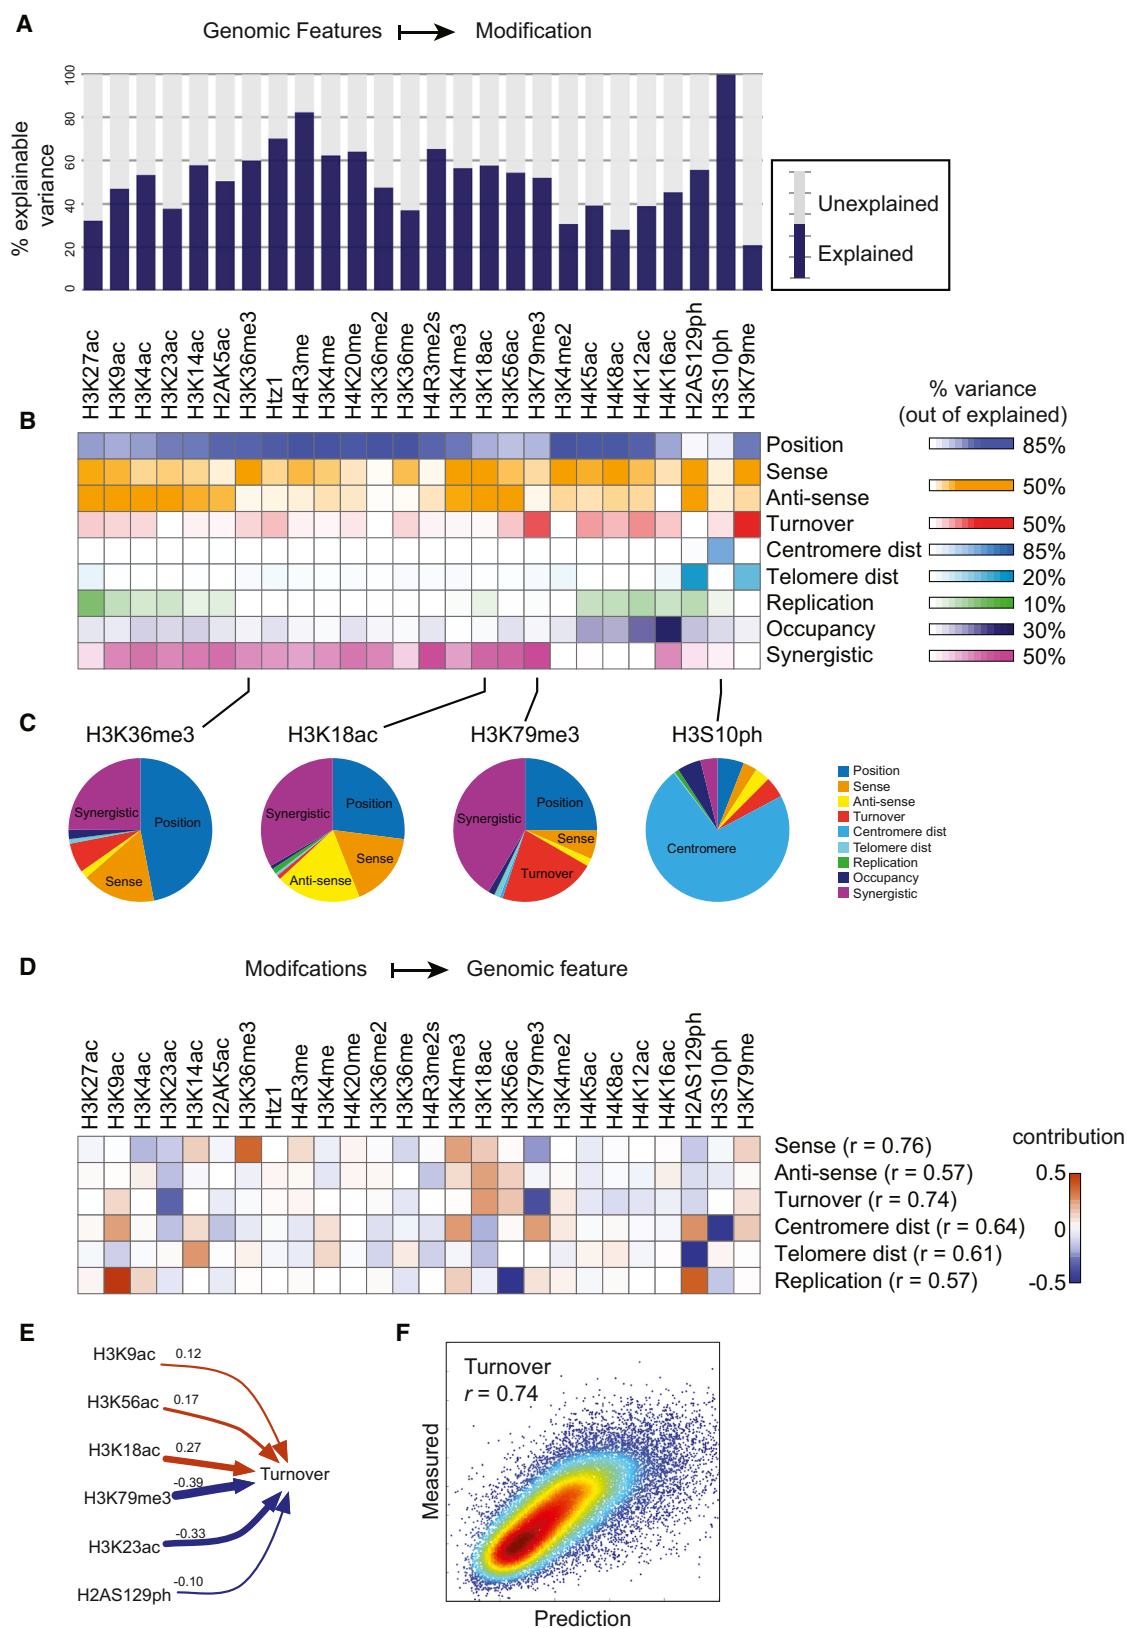 A
Genomic Features Modification
% explainable
variance
100
80
60
40
20
0
Unexplained
Explained
H3K27ac
H3K9ac
H3K4ac
H3K23ac
H3K14ac
H2AK5ac
H3K36me3
Htz1
H4R3me
H3K4me
H4K20me
H3K36me2
H3K36me
H4R3me2s
H3K4me3
H3K18ac
H3K56ac
H3K79me3
H3K4me2
H4K5ac
H4K8ac
H4K12ac
H4K16ac
H2AS129ph
H3S10ph
H3K79me
B
% variance
(out of explained)
Position 85%
Sense
50%
Anti-sense
Turnover 50%
Centromere dist 85%
Telomere dist 20%
Replication 10%
Occupancy 30%
Synergistic 50%
C
H3K36me3 H3K18ac H3K79me3 H3S10ph
Synergistic
Position
Sense
Synergistic
Position
Sense
Anti-sense
Synergistic
Position
Sense
Turnover
Centromere
Position
Sense
Anti-sense
Turnover
Centromere dist
Telomere dist
Replication
Occupancy
Synergistic
D
Modifcations Genomic feature
H3K27ac
H3K9ac
H3K4ac
H3K23ac
H3K14ac
H2AK5ac
H3K36me3
Htz1
H4R3me
H3K4me
H4K20me
H3K36me2
H3K36me
H4R3me2s
H3K4me3
H3K18ac
H3K56ac
H3K79me3
H3K4me2
H4K5ac
H4K8ac
H4K12ac
H4K16ac
H2AS129ph
H3S10ph
H3K79me
Sense (r = 0.76)
Anti-sense (r = 0.57)
Turnover (r = 0.74)
Centromere dist (r = 0.64)
Telomere dist (r = 0.61)
Replication (r = 0.57)
contribution
0.5
0
-0.5
E
H3K9ac 0.12
H3K56ac 0.17
H3K18ac 0.27
Turnover
H3K79me3 -0.39
H3K23ac -0.33
H2AS129ph -0.10
F
Turnover
r = 0.74
Measured
Prediction